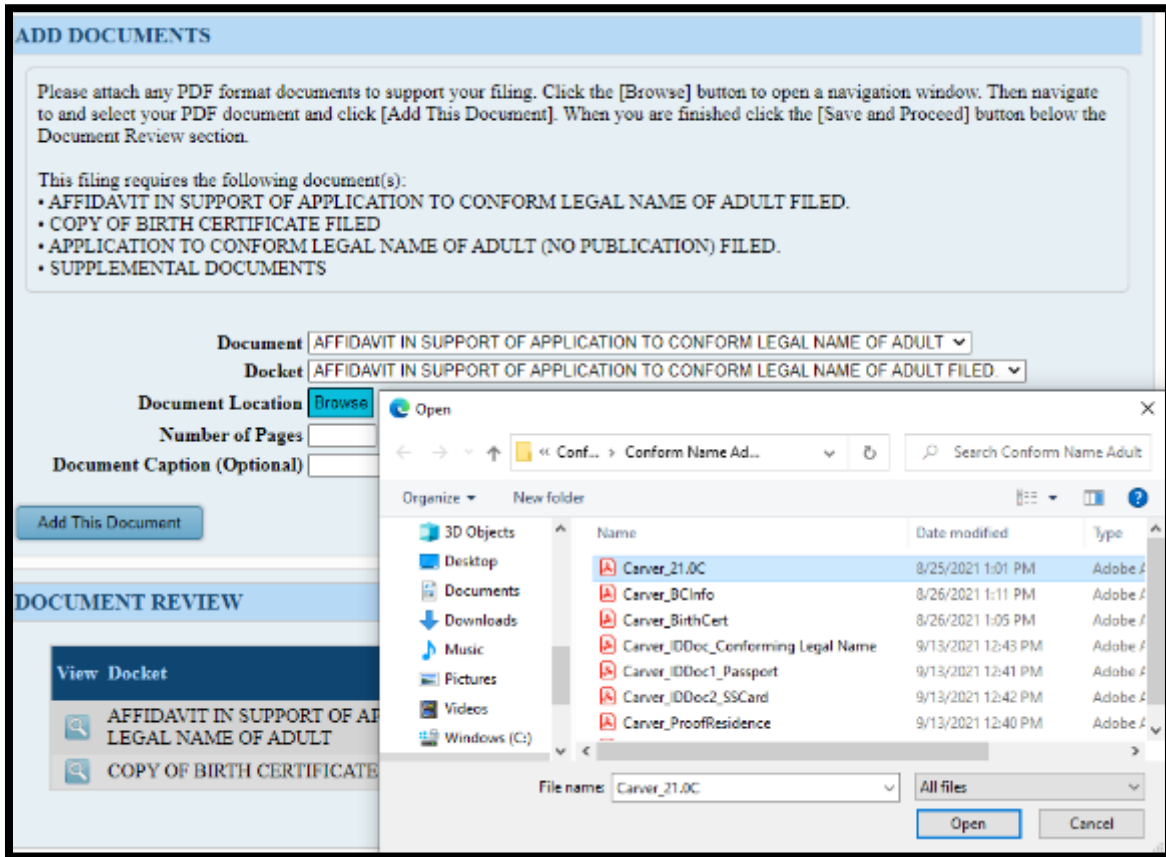 ADD DOCUMENTS
Please attach any PDF format documents to support your filing. Click the [Browse] button to open a navigation window. Then navigate
to and select your PDF document and click [Add This Document]. When you are finished click the [Save and Proceed] button below the
Document Review section.
This filing requires the following document(s):
• AFFIDAVIT IN SUPPORT OF APPLICATION TO CONFORM LEGAL NAME OF ADULT FILED.
• COPY OF BIRTH CERTIFICATE FILED
• APPLICATION TO CONFORM LEGAL NAME OF ADULT (NO PUBLICATION) FILED.
• SUPPLEMENTAL DOCUMENTS
Document AFFIDAVIT IN SUPPORT OF APPLICATION TO CONFORM LEGAL NAME OF ADULT
Docket AFFIDAVIT IN SUPPORT OF APPLICATION TO CONFORM LEGAL NAME OF ADULT FILED.
Document Location Browse
Number of Pages
Document Caption (Optional)
Add This Document
DOCUMENT REVIEW
View Docket
AFFIDAVIT IN SUPPORT OF AP
LEGAL NAME OF ADULT
COPY OF BIRTH CERTIFICATE
Open
« Conf... › Conform Name Ad...
Search Conform Name Adult
Organize
New folder
3D Objects
Desktop
Documents
Downloads
Music
Pictures
Videos
Windows (C:)
Name Date modified Type
Carver_21.0C 8/25/2021 1:01 PM Adobe A
Carver_BCInfo 8/26/2021 1:11 PM Adobe A
Carver_BirthCert 8/26/2021 1:05 PM Adobe A
Carver_IDDoc_Conforming Legal Name 9/13/2021 12:43 PM Adobe A
Carver_IDDoc1_Passport 9/13/2021 12:41 PM Adobe A
Carver_IDDoc2_SSCard 9/13/2021 12:42 PM Adobe A
Carver_ProofResidence 9/13/2021 12:40 PM Adobe A
File name: Carver_21.0C
All files
Open
Cancel